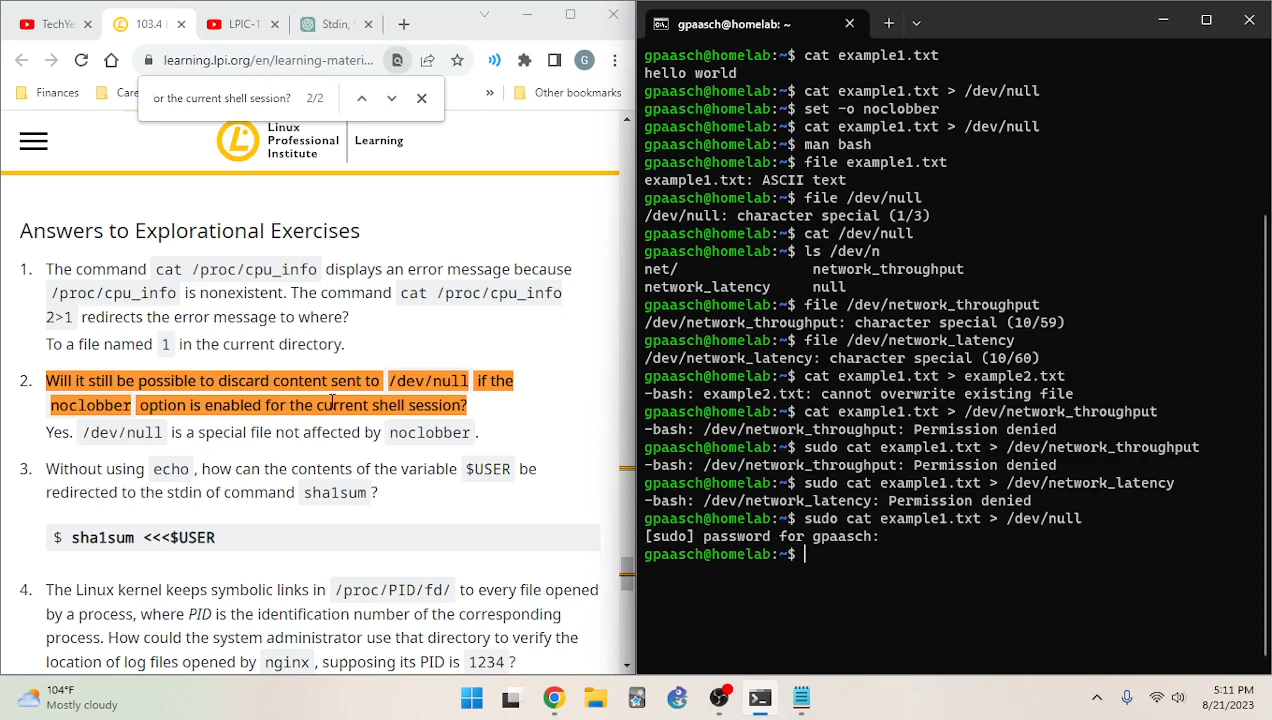 TechYe
103.4
LPIC-1
Stdin,
learning.lpi.org/en/learning-materi...
G
Finances
Care
Other bookmarks
or the current shell session?
2/2
Linux
Professional
Institute
Learning
Answers to Explorational Exercises
1. The command cat /proc/cpu_info displays an error message because
/proc/cpu_info is nonexistent. The command cat /proc/cpu_info
2>1 redirects the error message to where?
To a file named 1 in the current directory.
2. Will it still be possible to discard content sent to /dev/null if the
noclobber option is enabled for the current shell session?
Yes. /dev/null is a special file not affected by noclobber.
3. Without using echo, how can the contents of the variable $USER be
redirected to the stdin of command sha1sum?
$ sha1sum <<<$USER
4. The Linux kernel keeps symbolic links in /proc/PID/fd/ to every file opened
by a process, where PID is the identification number of the corresponding
process. How could the system administrator use that directory to verify the
location of log files opened by nginx, supposing its PID is 1234?
gpaasch@homelab: ~
gpaasch@homelab:~$ cat example1.txt
hello world
gpaasch@homelab:~$ cat example1.txt > /dev/null
gpaasch@homelab:~$ set -o noclobber
gpaasch@homelab:~$ cat example1.txt > /dev/null
gpaasch@homelab:~$ man bash
gpaasch@homelab:~$ file example1.txt
example1.txt: ASCII text
gpaasch@homelab:~$ file /dev/null
/dev/null: character special (1/3)
gpaasch@homelab:~$ cat /dev/null
gpaasch@homelab:~$ ls /dev/n
net/ network_throughput
network_latency null
gpaasch@homelab:~$ file /dev/network_throughput
/dev/network_throughput: character special (10/59)
gpaasch@homelab:~$ file /dev/network_latency
/dev/network_latency: character special (10/60)
gpaasch@homelab:~$ cat example1.txt > example2.txt
-bash: example2.txt: cannot overwrite existing file
gpaasch@homelab:~$ cat example1.txt > /dev/network_throughput
-bash: /dev/network_throughput: Permission denied
gpaasch@homelab:~$ sudo cat example1.txt > /dev/network_throughput
-bash: /dev/network_throughput: Permission denied
gpaasch@homelab:~$ sudo cat example1.txt > /dev/network_latency
-bash: /dev/network_latency: Permission denied
gpaasch@homelab:~$ sudo cat example1.txt > /dev/null
[sudo] password for gpaasch:
gpaasch@homelab:~$
104°F
Mostly cloudy
5:11 PM
8/21/2023